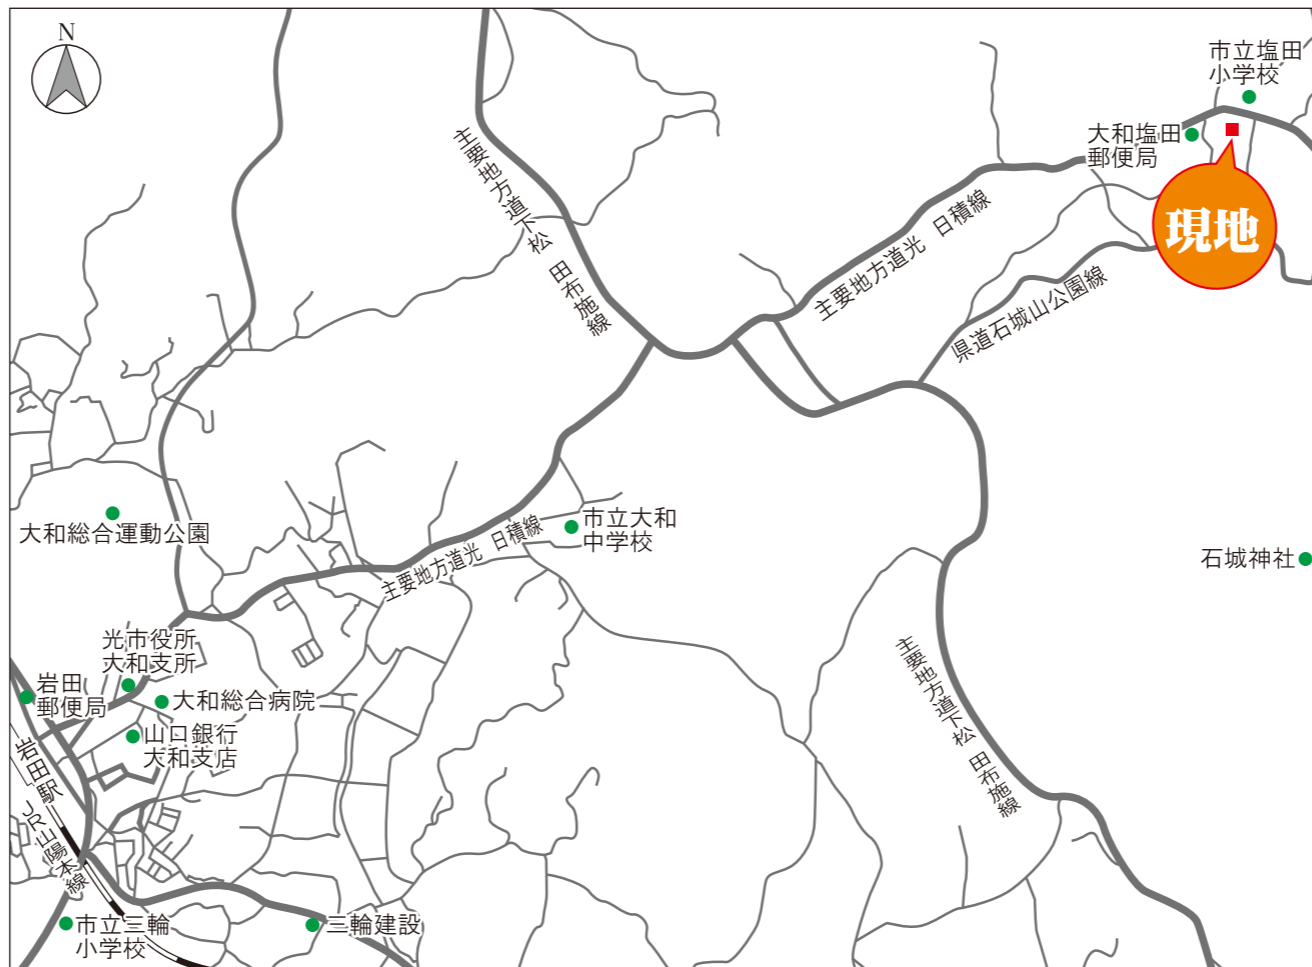 N
市立塩田
小学校
大和塩田
郵便局
現地
主要地方道下松 田布施線
主要地方道光 日積線
県道石城山公園線
市立大和
中学校
主要地方道光 日積線
大和総合運動公園
石城神社
光市役所
大和支所
岩田
郵便局
大和総合病院
山口銀行
大和支店
主要地方道下松 田布施線
岩田駅
JR山陽本線
市立三輪
小学校
三輪建設